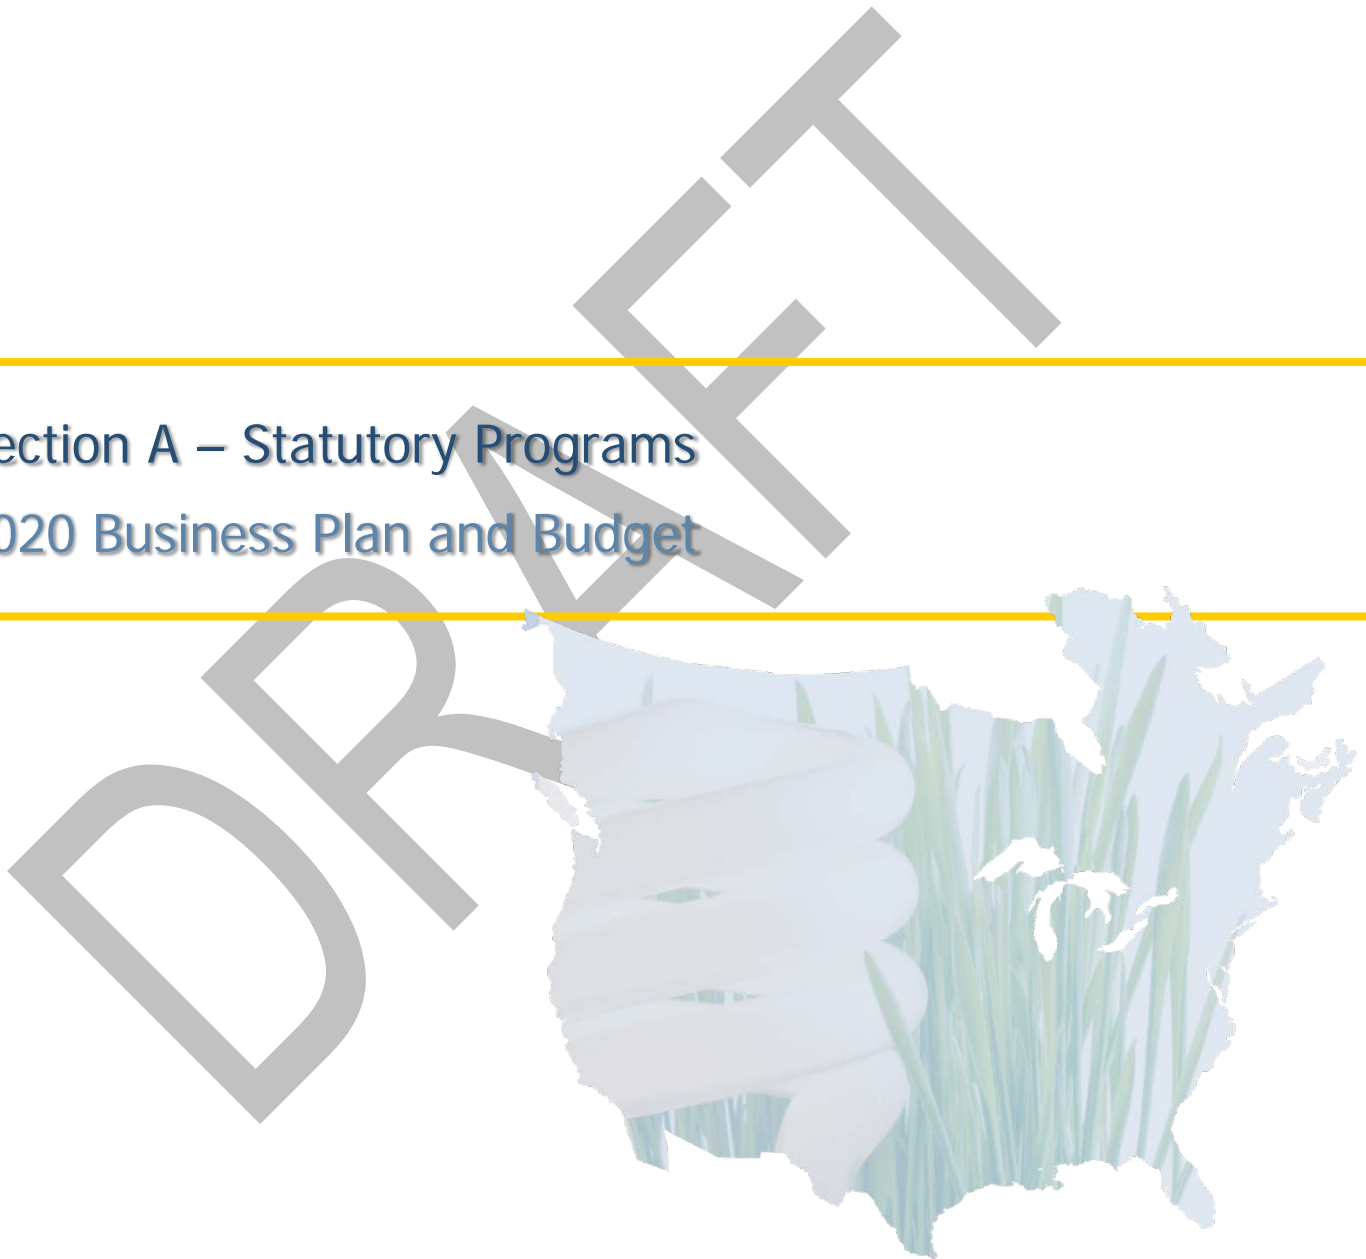 ection A – Statutory Programs
020 Business Plan and Budget
DRAFT